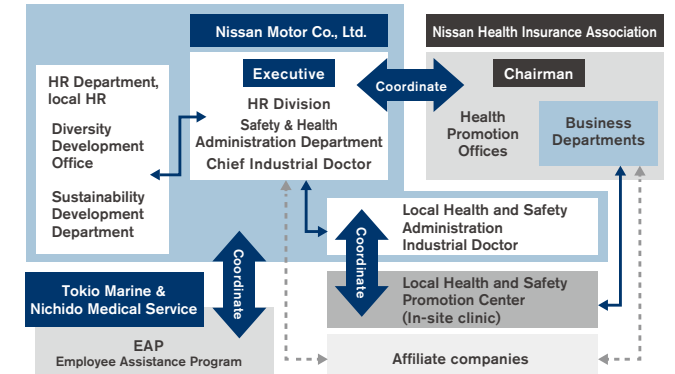 Nissan Motor Co., Ltd.
Nissan Health Insurance Association
HR Department,
local HR
Diversity
Development
Office
Sustainability
Development
Department
Executive
HR Division
Safety & Health
Administration Department
Chief Industrial Doctor
Coordinate
Chairman
Health
Promotion
Offices
Business
Departments
Local Health and Safety
Administration
Industrial Doctor
Coordinate
Coordinate
Tokio Marine &
Nichido Medical Service
EAP
Employee Assistance Program
Local Health and Safety
Promotion Center
(In-site clinic)
Affiliate companies